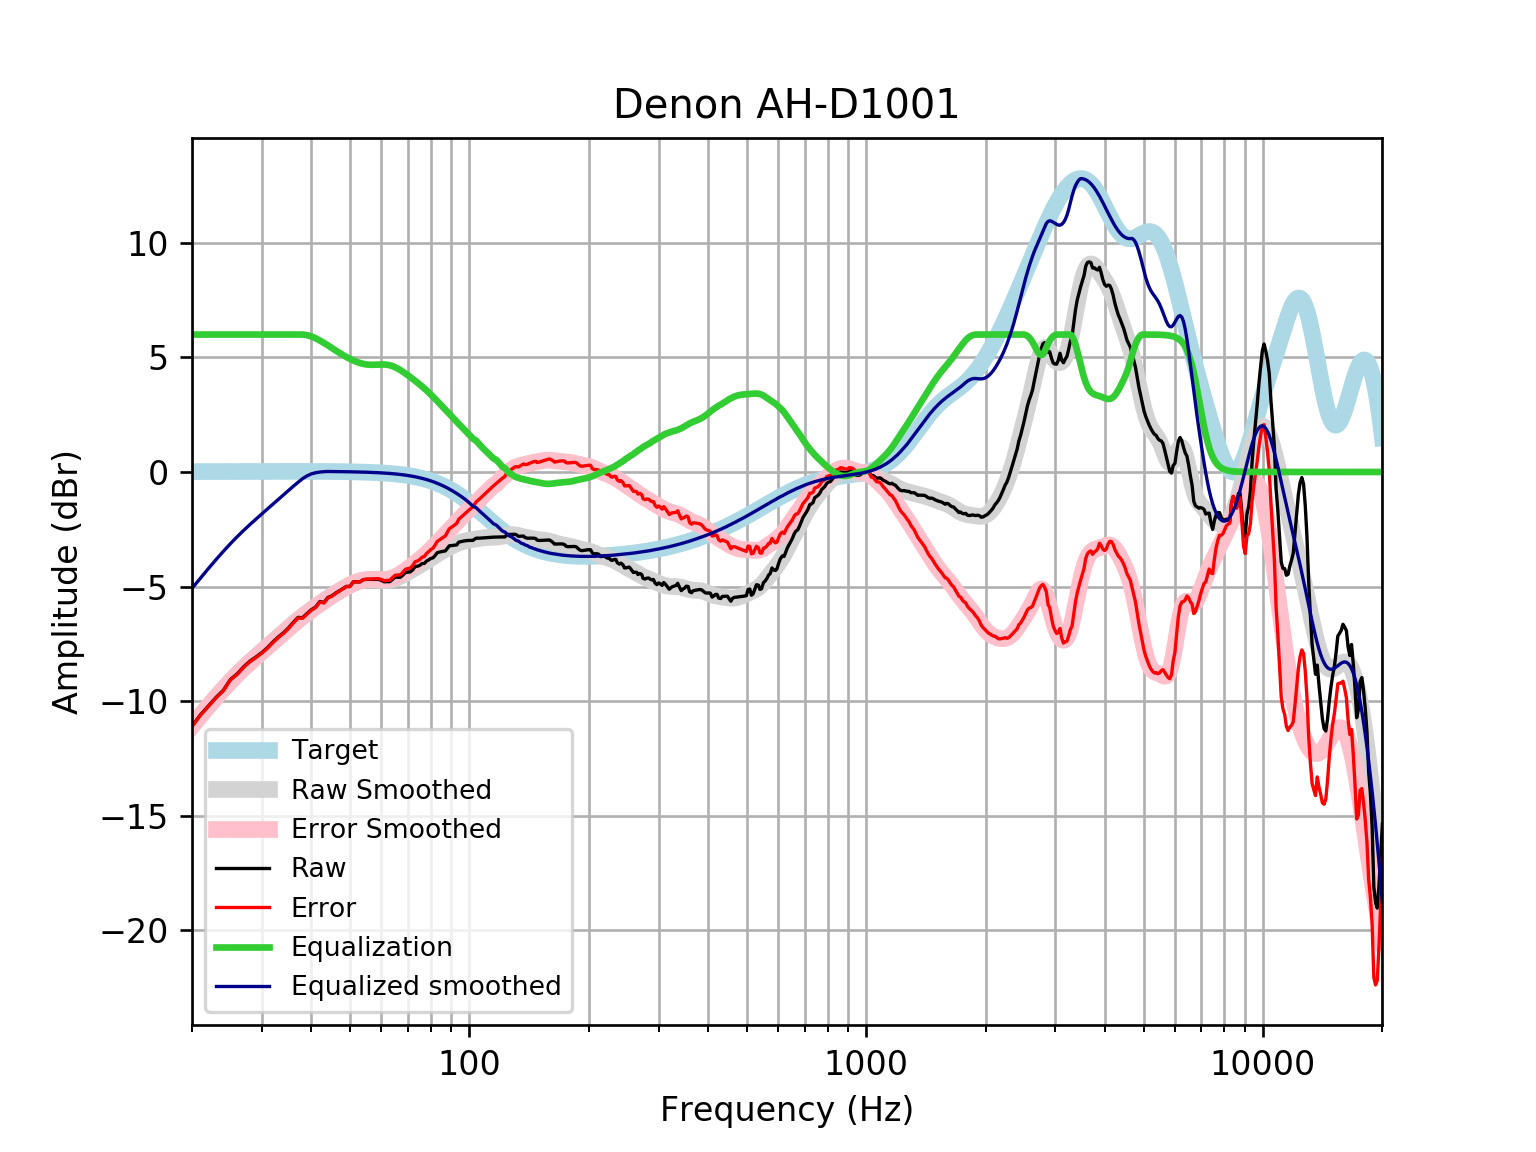 Denon AH-D1001
10
5
0
−5
−10
−15
−20
Amplitude (dBr)
Target
Raw Smoothed
Error Smoothed
Raw
Error
Equalization
Equalized smoothed
100
1000
10000
Frequency (Hz)